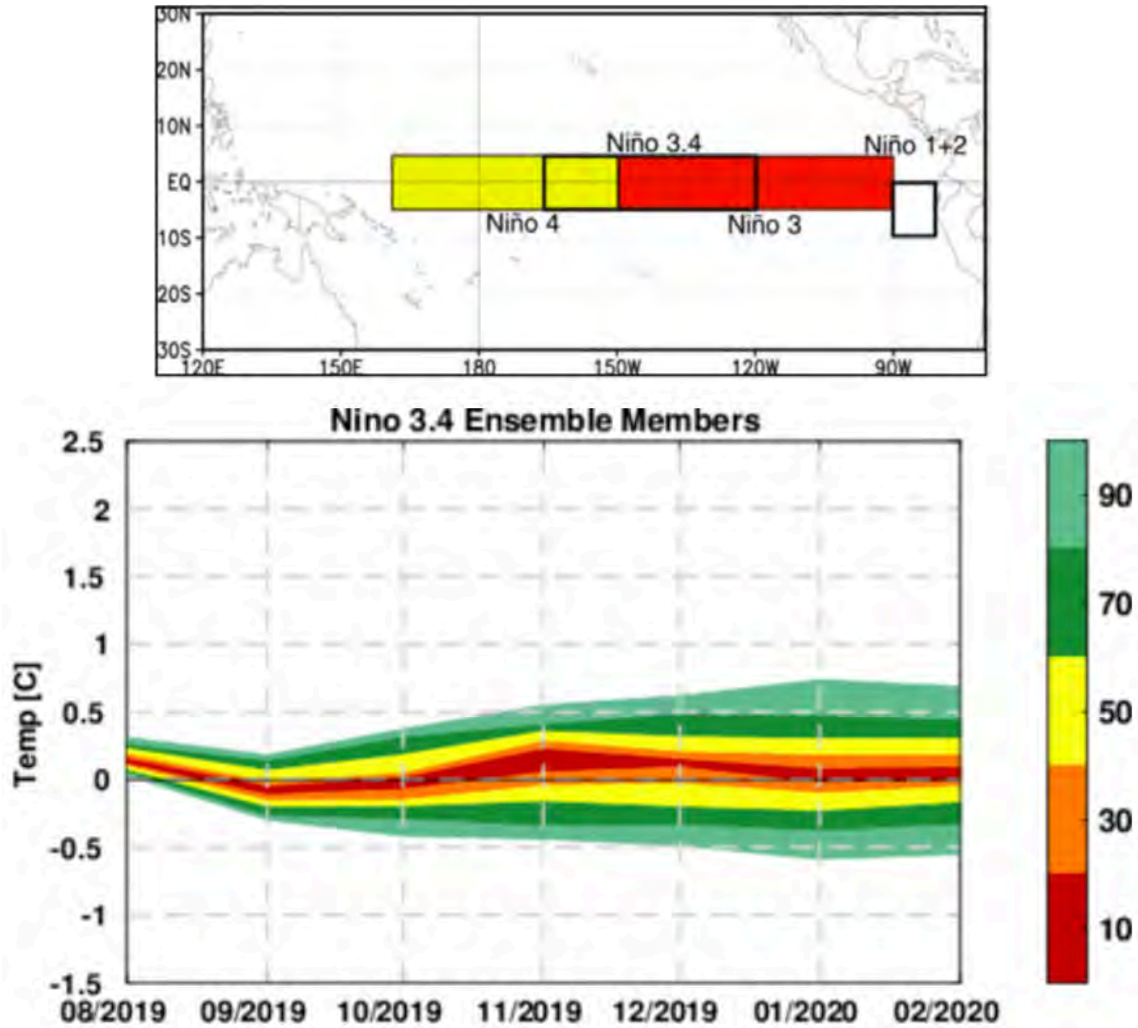 30N
20N
10N
EQ
10S
20S
30S
120E 150E 180 150W 120W 90W
Niño 3.4
Niño 1+2
Niño 4
Niño 3
Nino 3.4 Ensemble Members
Temp [C]
2.5
2
1.5
1
0.5
0
-0.5
-1
-1.5
08/2019 09/2019 10/2019 11/2019 12/2019 01/2020 02/2020
90
70
50
30
10